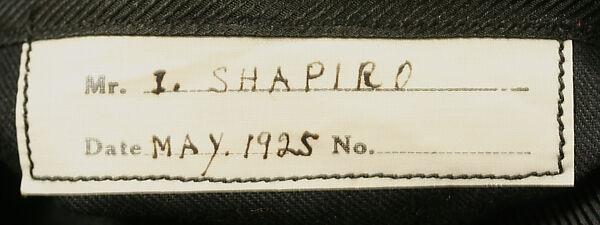 Mr. I. SHAPIRO
Date MAY. 1925 No.